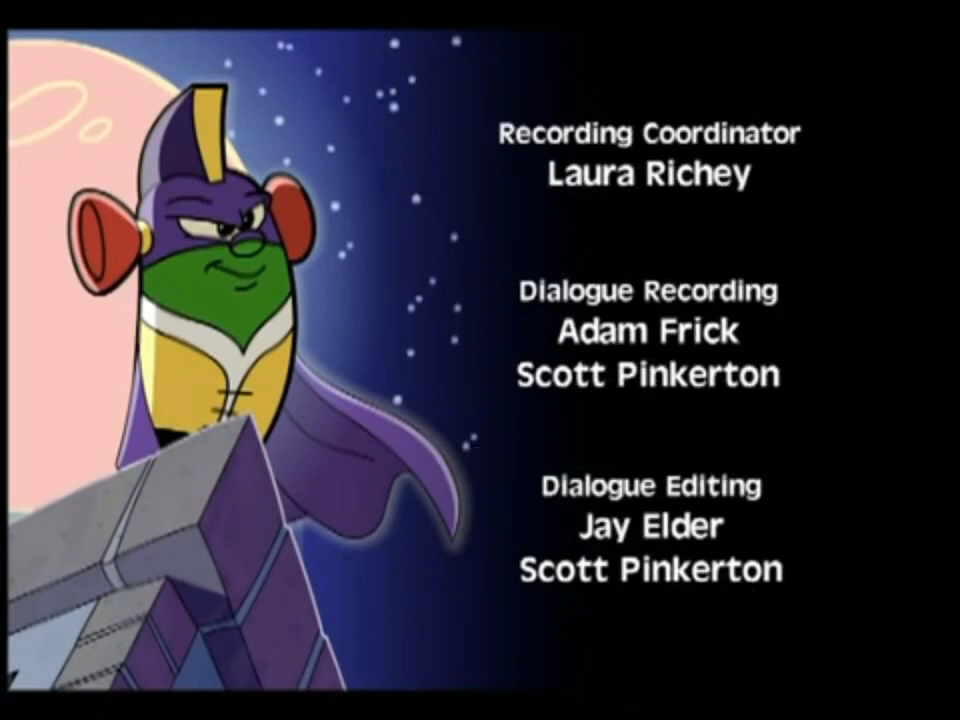 Recording Coordinator
Laura Richey
Dialogue Recording
Adam Frick
Scott Pinkerton
Dialogue Editing
Jay Elder
Scott Pinkerton